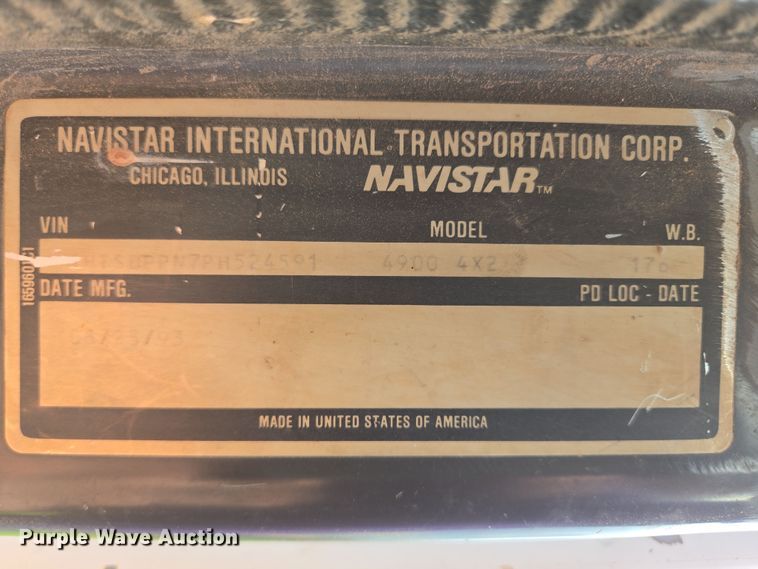 NAVISTAR INTERNATIONAL TRANSPORTATION CORP.
CHICAGO, ILLINOIS NAVISTAR™
VIN MODEL W.B.
4900 4X2
DATE MFG. PD LOC - DATE
MADE IN UNITED STATES OF AMERICA
Purple Wave Auction